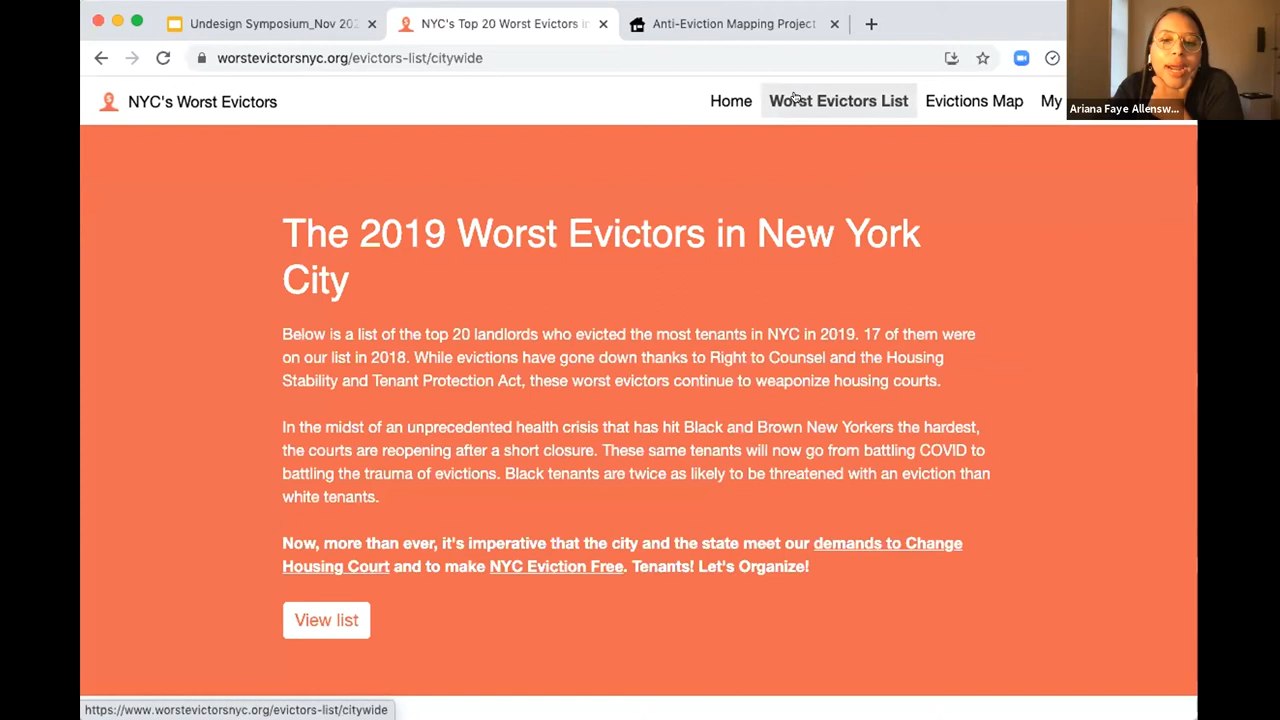 Undesign Symposium_Nov 202
NYC's Top 20 Worst Evictors in
Anti-Eviction Mapping Project
worstevictorsnyc.org/evictors-list/citywide
NYC's Worst Evictors
Home
Worst Evictors List
Evictions Map
My
Ariana Faye Allensw...
The 2019 Worst Evictors in New York
City
Below is a list of the top 20 landlords who evicted the most tenants in NYC in 2019. 17 of them were
on our list in 2018. While evictions have gone down thanks to Right to Counsel and the Housing
Stability and Tenant Protection Act, these worst evictors continue to weaponize housing courts.
In the midst of an unprecedented health crisis that has hit Black and Brown New Yorkers the hardest,
the courts are reopening after a short closure. These same tenants will now go from battling COVID to
battling the trauma of evictions. Black tenants are twice as likely to be threatened with an eviction than
white tenants.
Now, more than ever, it's imperative that the city and the state meet our demands to Change
Housing Court and to make NYC Eviction Free. Tenants! Let's Organize!
View list
https://www.worstevictorsnyc.org/evictors-list/citywide